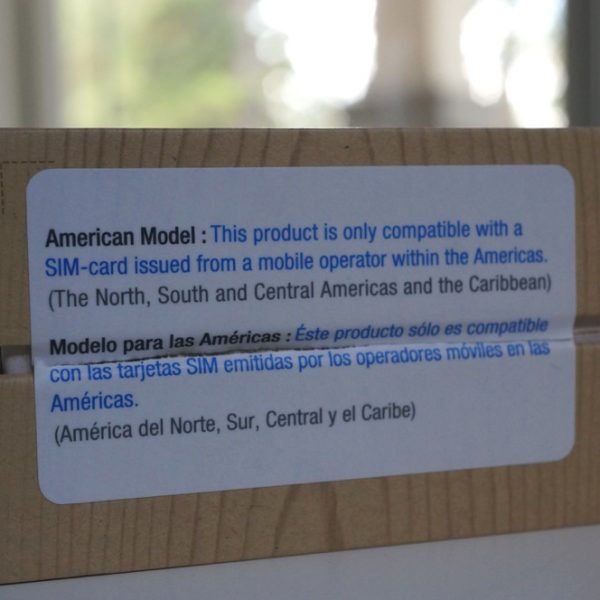 American Model : This product is only compatible with a
SIM-card issued from a mobile operator within the Americas.
(The North, South and Central Americas and the Caribbean)
Modelo para las Américas : Éste producto sólo es compatible
con las tarjetas SIM emitidas por los operadores móviles en las
Américas.
(América del Norte, Sur, Central y el Caribe)